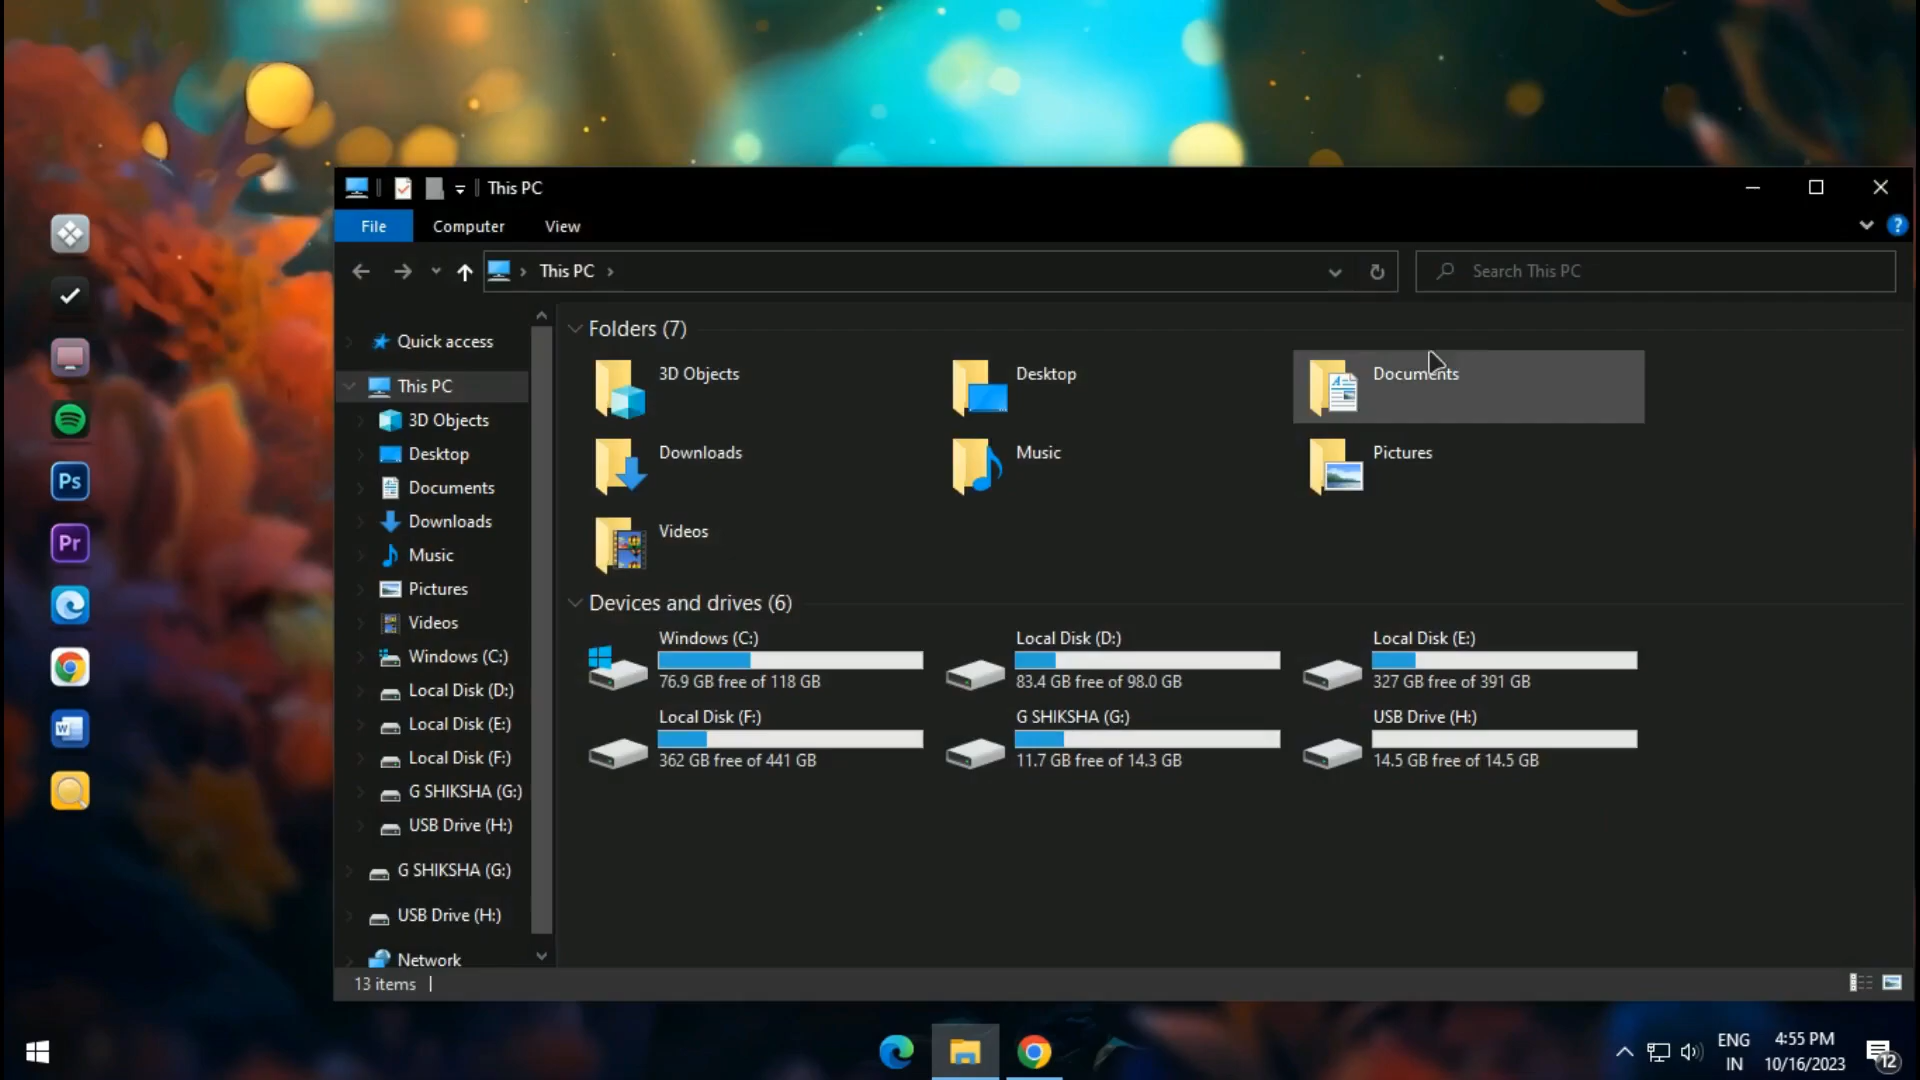 This PC
File Computer View
This PC
Search This PC
Quick access
This PC
3D Objects
Desktop
Documents
Downloads
Music
Pictures
Videos
Windows (C:)
Local Disk (D:)
Local Disk (E:)
Local Disk (F:)
G SHIKSHA (G:)
USB Drive (H:)
G SHIKSHA (G:)
USB Drive (H:)
Network
Folders (7)
3D Objects
Desktop
Documents
Downloads
Music
Pictures
Videos
Devices and drives (6)
Windows (C:)
76.9 GB free of 118 GB
Local Disk (D:)
83.4 GB free of 98.0 GB
Local Disk (E:)
327 GB free of 391 GB
Local Disk (F:)
362 GB free of 441 GB
G SHIKSHA (G:)
11.7 GB free of 14.3 GB
USB Drive (H:)
14.5 GB free of 14.5 GB
13 items
Ps
Pr
W
ENG
IN
4:55 PM
10/16/2023
12